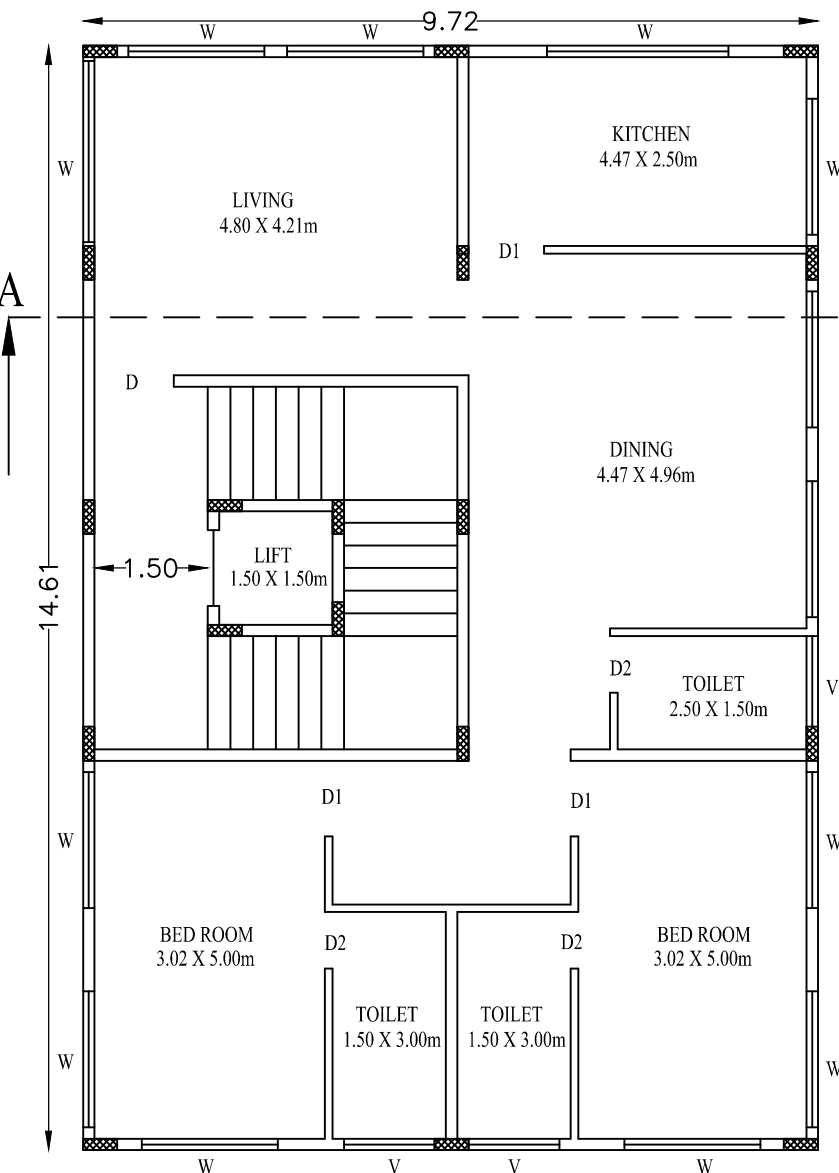 9.72
W
W
W
KITCHEN
4.47 X 2.50m
W
W
LIVING
4.80 X 4.21m
D1
A
D
DINING
4.47 X 4.96m
LIFT
1.50 X 1.50m
1.50
14.61
D2
TOILET
2.50 X 1.50m
V
D1
D1
W
W
BED ROOM
3.02 X 5.00m
D2
D2
BED ROOM
3.02 X 5.00m
TOILET
1.50 X 3.00m
TOILET
1.50 X 3.00m
W
W
W
V
V
W